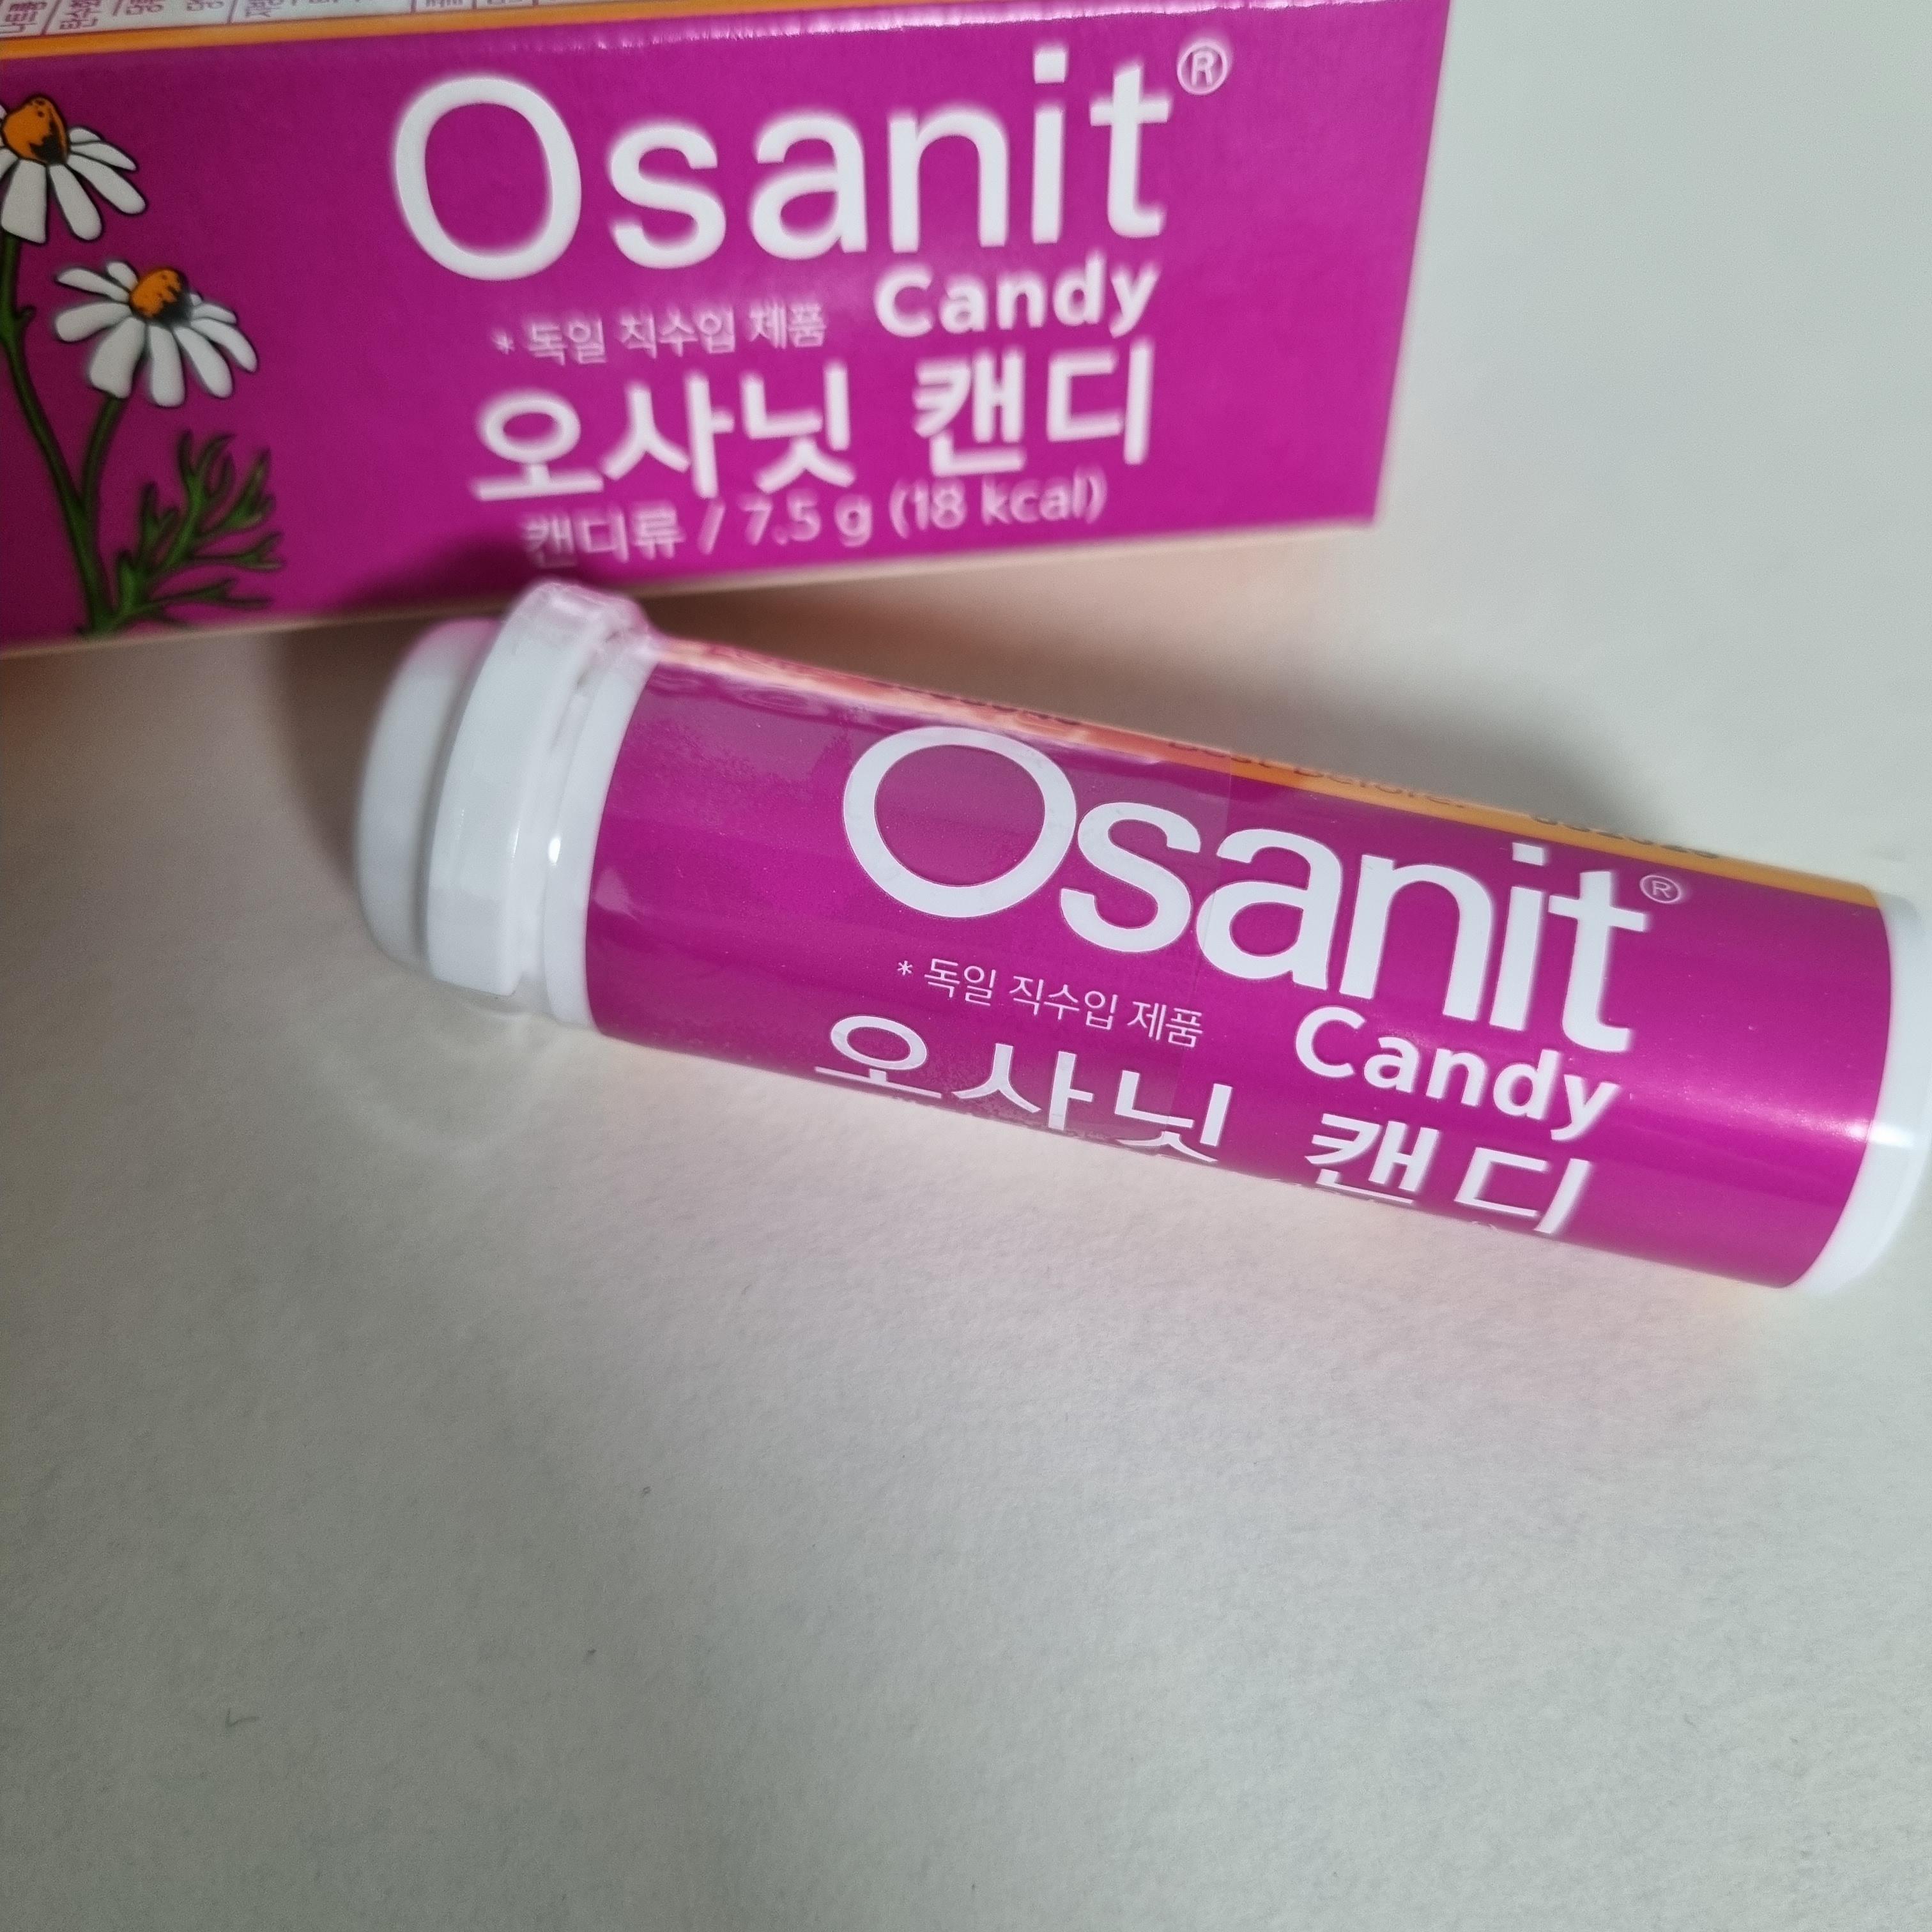 Osanit®
Candy
* 독일 직수입 제품
오사닛 캔디
캔디류 / 7.5 g (18 kcal)
Osanit®
* 독일 직수입 제품
Candy
오사닛 캔디